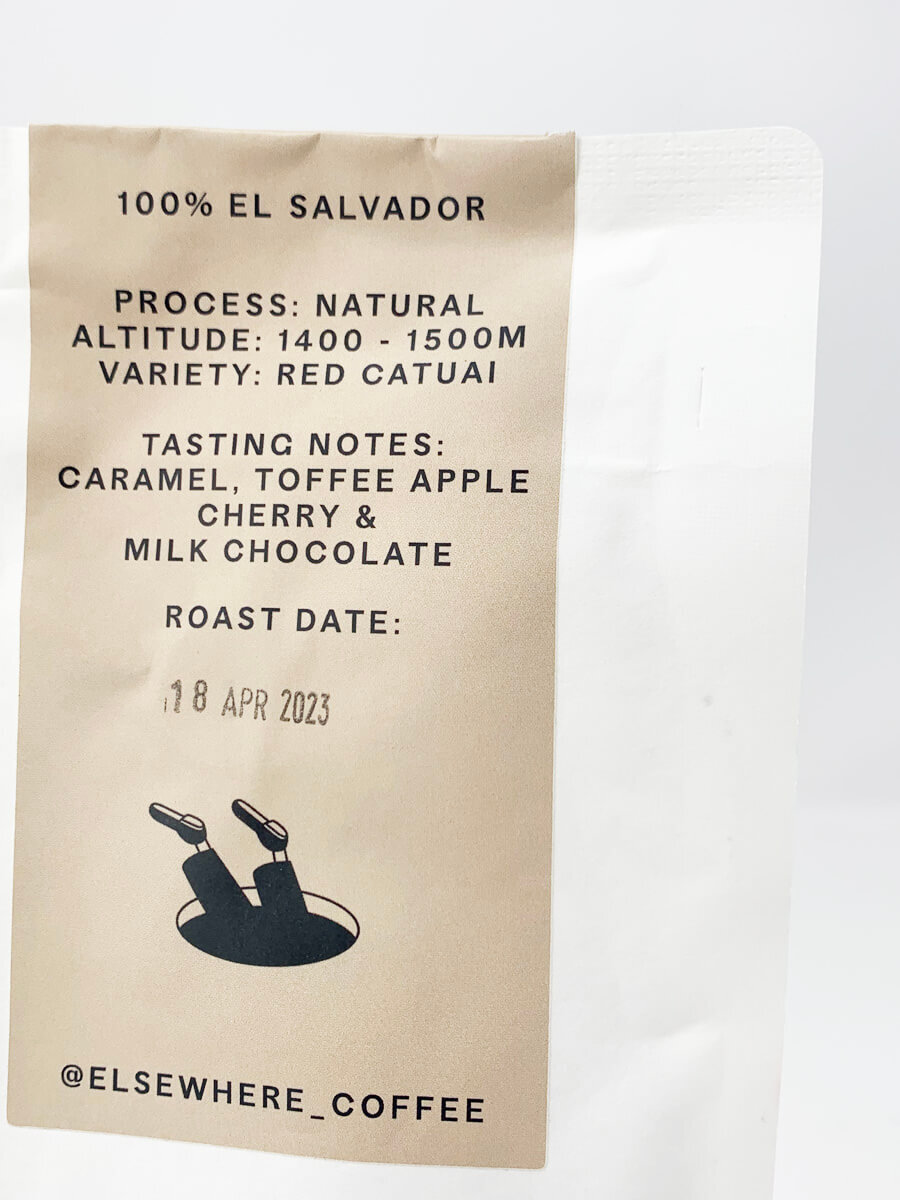 100% EL SALVADOR
PROCESS: NATURAL
ALTITUDE: 1400 - 1500M
VARIETY: RED CATUAI
TASTING NOTES:
CARAMEL, TOFFEE APPLE
CHERRY &
MILK CHOCOLATE
ROAST DATE:
18 APR 2023
@ELSEWHERE_COFFEE